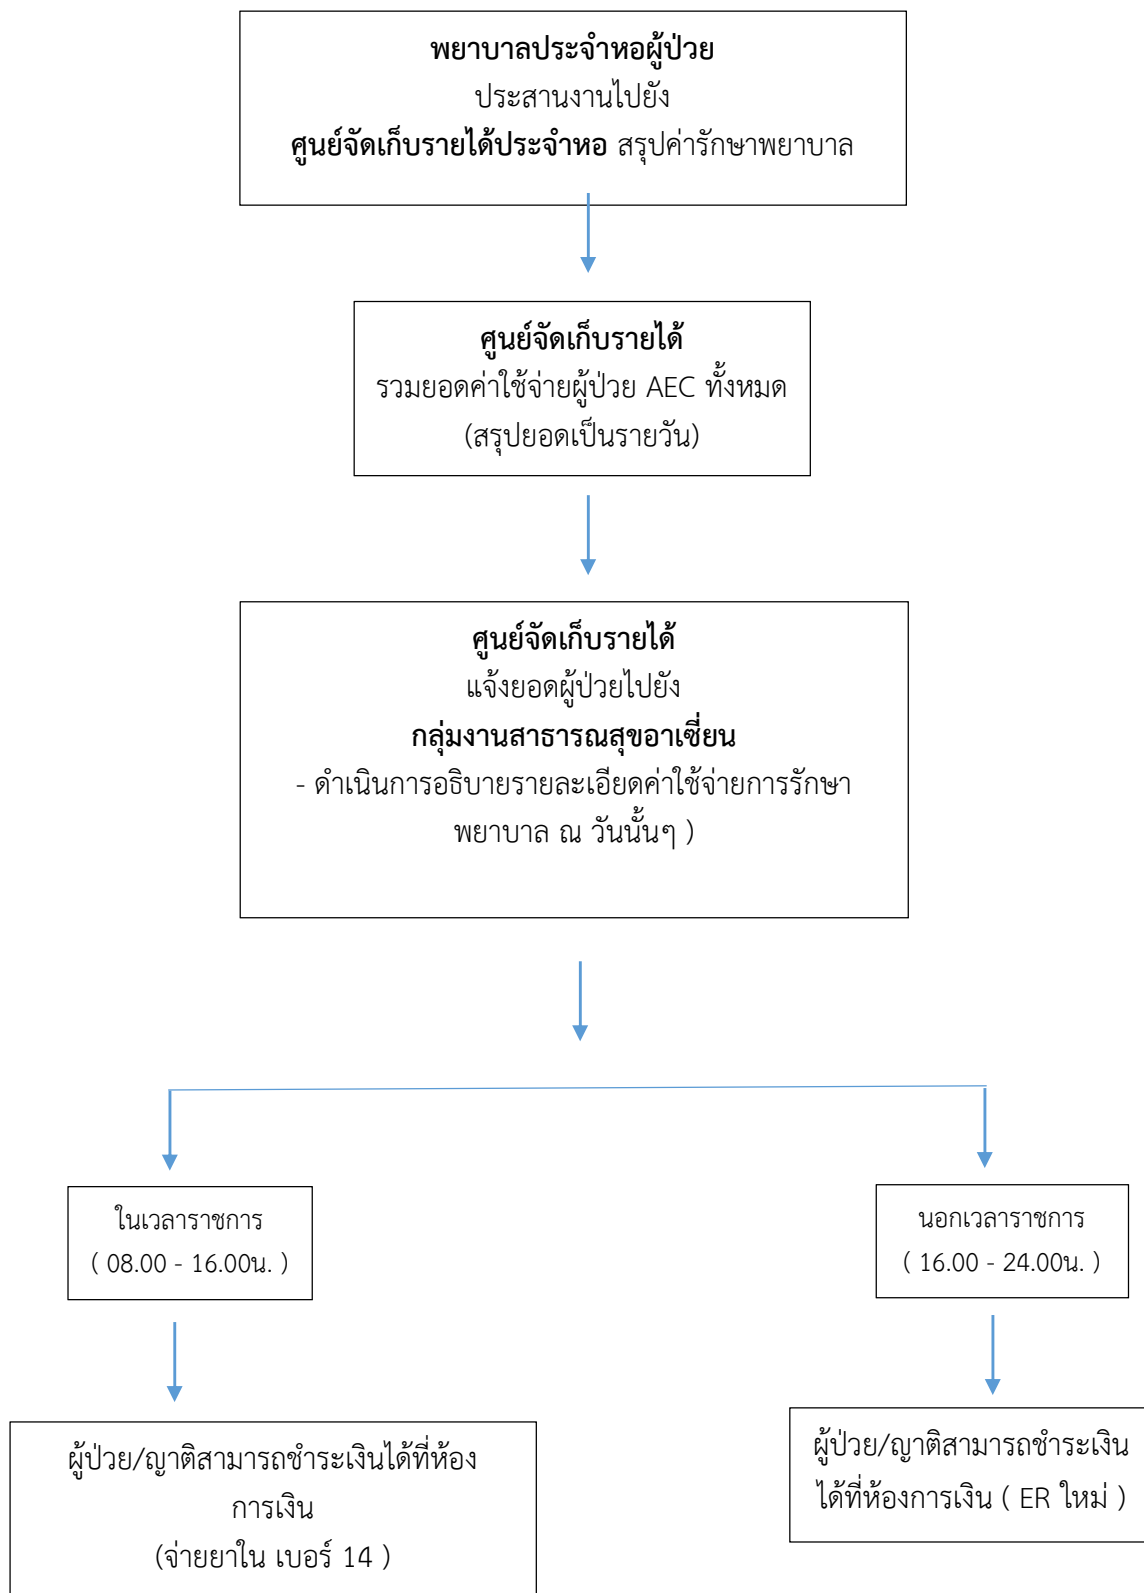 พยาบาลประจำหอผู้ป่วย
ประสานงานไปยัง
ศูนย์จัดเก็บรายได้ประจำหอ สรุปค่ารักษาพยาบาล
ศูนย์จัดเก็บรายได้
รวมยอดค่าใช้จ่ายผู้ป่วย AEC ทั้งหมด
(สรุปยอดเป็นรายวัน)
ศูนย์จัดเก็บรายได้
แจ้งยอดผู้ป่วยไปยัง
กลุ่มงานสาธารณสุขอาเซี่ยน
- ดำเนินการอธิบายรายละเอียดค่าใช้จ่ายการรักษา
พยาบาล ณ วันนั้นๆ )
ในเวลาราชการ
( 08.00 - 16.00น. )
นอกเวลาราชการ
( 16.00 - 24.00น. )
ผู้ป่วย/ญาติสามารถชำระเงินได้ที่ห้อง
การเงิน
(จ่ายยาใน เบอร์ 14 )
ผู้ป่วย/ญาติสามารถชำระเงิน
ได้ที่ห้องการเงิน ( ER ใหม่ )